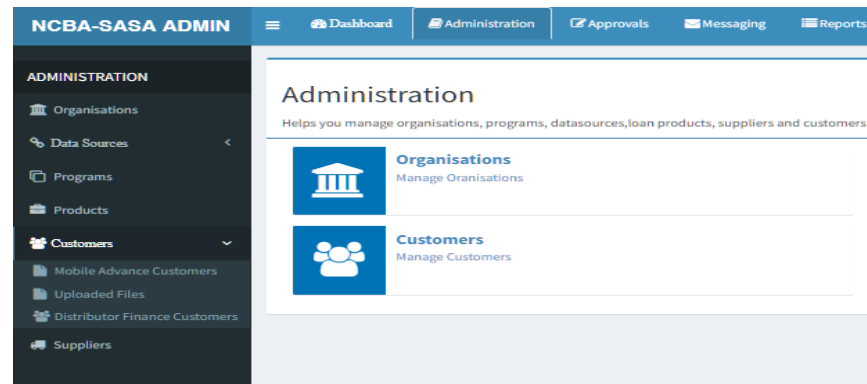 NCBA-SASA ADMIN
Dashboard
Administration
Approvals
Messaging
Reports
ADMINISTRATION
Organisations
Data Sources
Programs
Products
Customers
Mobile Advance Customers
Uploaded Files
Distributor Finance Customers
Suppliers
Administration
Helps you manage organisations, programs, datasources,loan products, suppliers and customers
Organisations
Manage Oranisations
Customers
Manage Customers